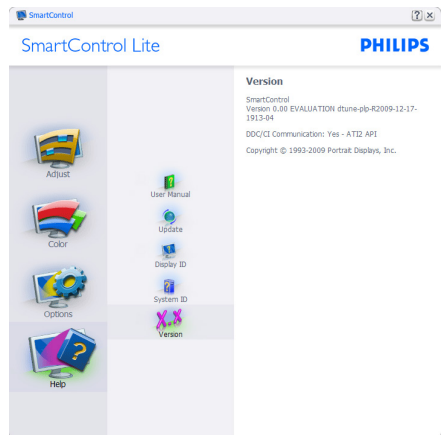 SmartControl
? x
SmartControl Lite
PHILIPS
Version
SmartControl
Version 0.00 EVALUATION dtune-plp-R2009-12-17-
1913-04
DDC/CI Communication: Yes - ATI2 API
Copyright © 1993-2009 Portrait Displays, Inc.
Adjust
Color
Options
Help
User Manual
Update
Display ID
System ID
X.X
Version